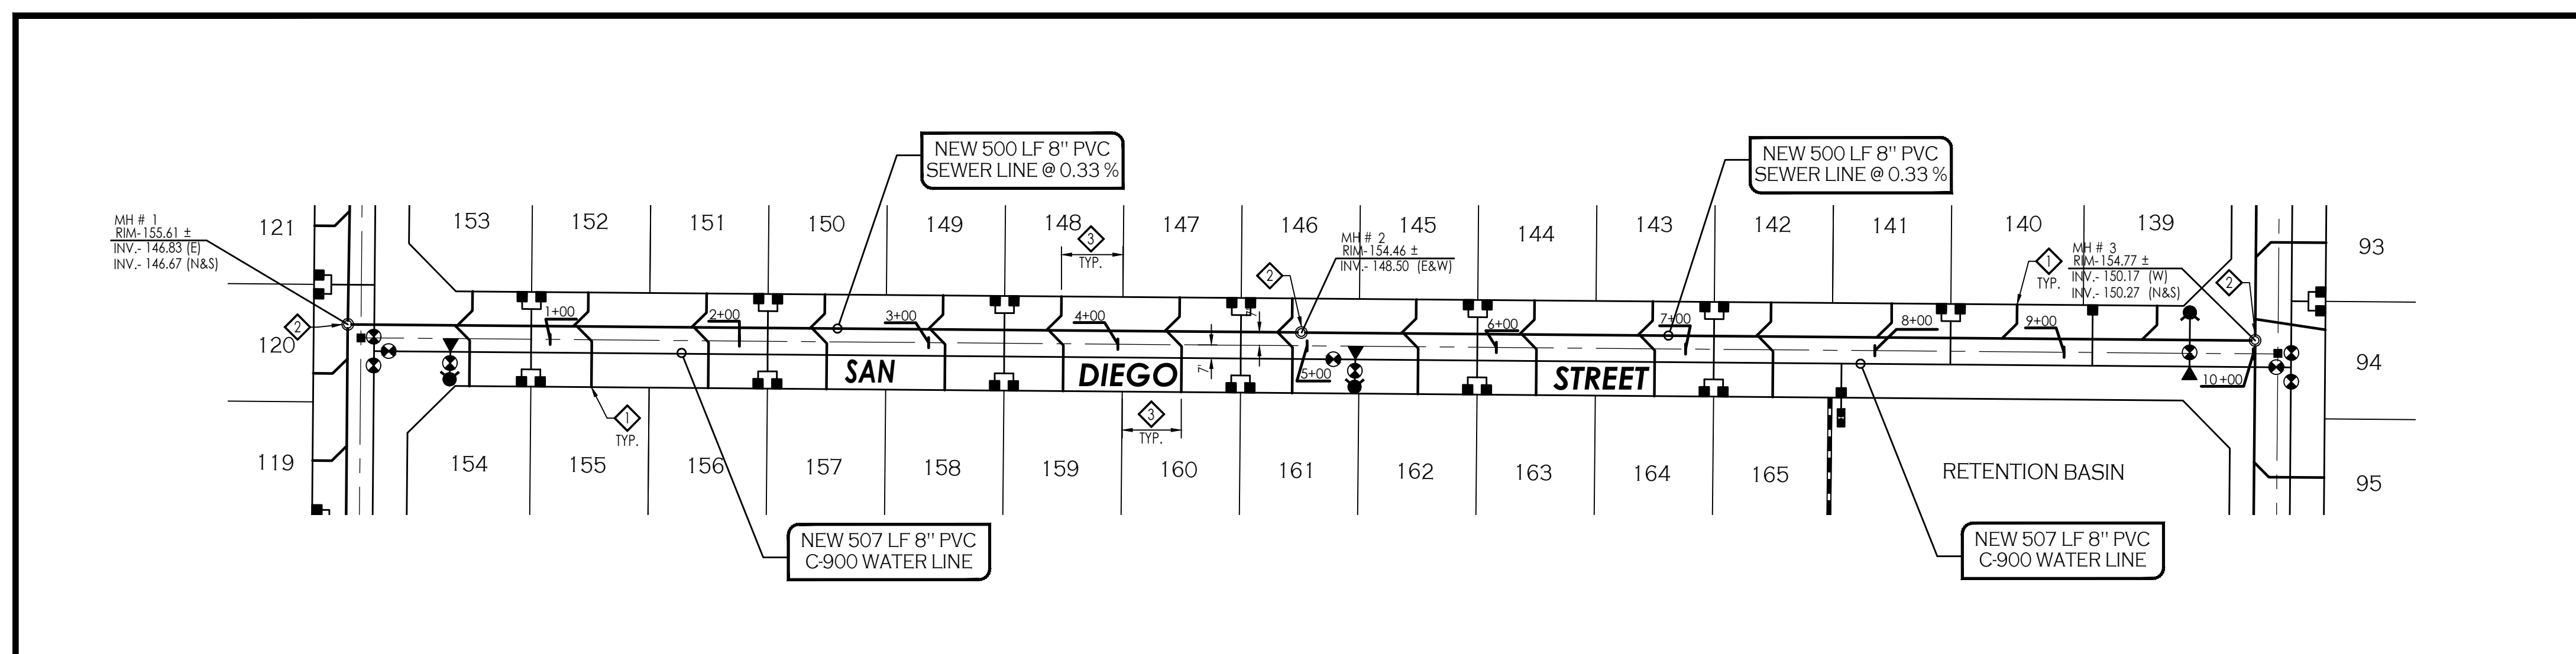 NEW 500 LF 8" PVC
SEWER LINE @ 0.33 %
NEW 500 LF 8" PVC
SEWER LINE @ 0.33 %
MH # 1
RIM-155.61 ±
INV.- 146.83 (E)
INV.- 146.67 (N&S)
121
153
152
151
150
149
148
147
146
145
144
143
142
141
140
139
93
3
TYP.
MH # 2
RIM-154.46 ±
INV.- 148.50 (E&W)
2
1
TYP.
MH # 3
RIM-154.77 ±
INV.- 150.17 (W)
INV.- 150.27 (N&S)
2
2
120
1+00
2+00
3+00
4+00
7'
7'
5+00
6+00
7+00
8+00
9+00
10+00
94
SAN
DIEGO
STREET
1
TYP.
3
TYP.
119
154
155
156
157
158
159
160
161
162
163
164
165
RETENTION BASIN
95
NEW 507 LF 8" PVC
C-900 WATER LINE
NEW 507 LF 8" PVC
C-900 WATER LINE